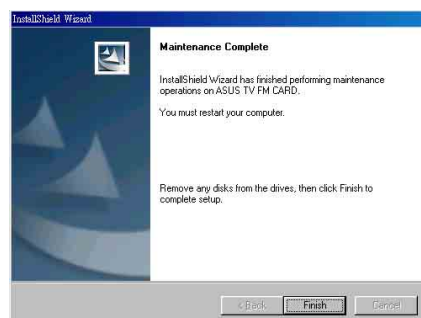 InstallShield Wizard
Maintenance Complete
InstallShield Wizard has finished performing maintenance
operations on ASUS TV FM CARD.
You must restart your computer.
Remove any disks from the drives, then click Finish to
complete setup.
< Back
Finish
Cancel